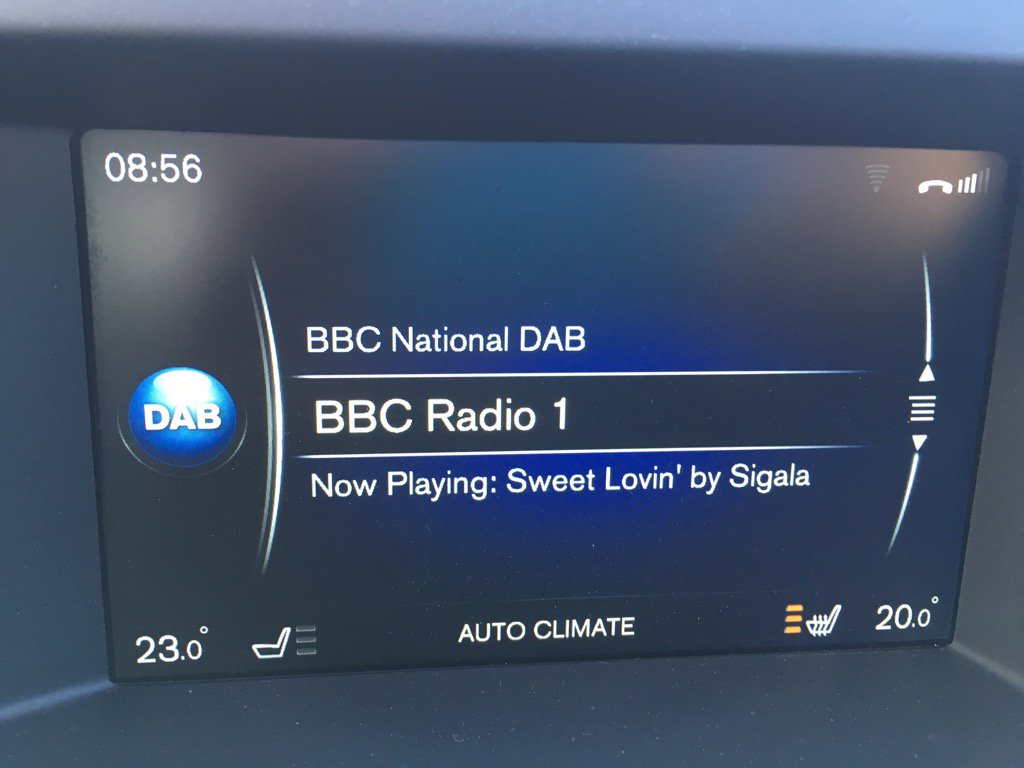 08:56
BBC National DAB
DAB
BBC Radio 1
Now Playing: Sweet Lovin' by Sigala
23.0°
AUTO CLIMATE
20.0°